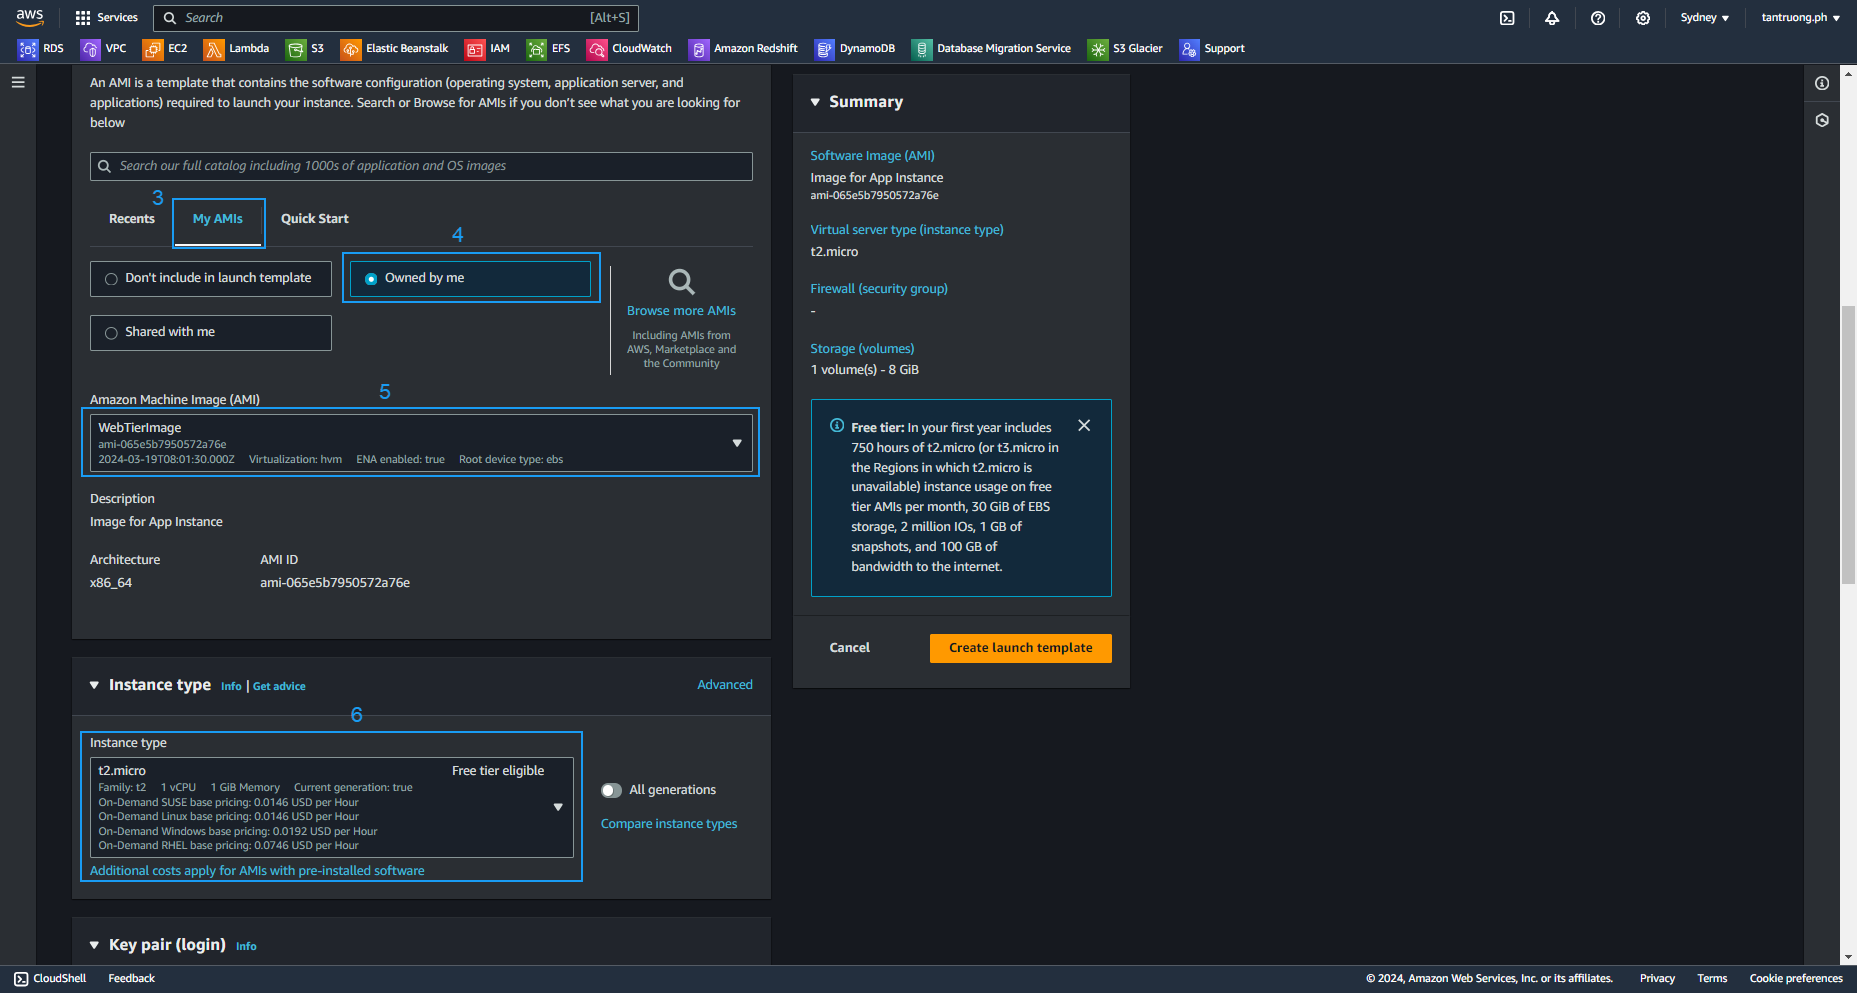 aws
Services
Search [Alt+S]
Sydney
tantruong.ph
RDS VPC EC2 Lambda S3 Elastic Beanstalk IAM EFS CloudWatch Amazon Redshift DynamoDB Database Migration Service S3 Glacier Support
An AMI is a template that contains the software configuration (operating system, application server, and
applications) required to launch your instance. Search or Browse for AMIs if you don't see what you are looking for
below
Search our full catalog including 1000s of application and OS images
3
Recents My AMIs Quick Start
4
Don't include in launch template
Owned by me
Shared with me
Browse more AMIs
Including AMIs from
AWS, Marketplace and
the Community
5
Amazon Machine Image (AMI)
WebTierImage
ami-065e5b7950572a76e
2024-03-19T08:01:30.000Z Virtualization: hvm ENA enabled: true Root device type: ebs
Description
Image for App Instance
Architecture AMI ID
x86_64 ami-065e5b7950572a76e
Instance type Info | Get advice Advanced
6
Instance type
t2.micro Free tier eligible
Family: t2 1 vCPU 1 GiB Memory Current generation: true
On-Demand SUSE base pricing: 0.0146 USD per Hour
On-Demand Linux base pricing: 0.0146 USD per Hour
On-Demand Windows base pricing: 0.0192 USD per Hour
On-Demand RHEL base pricing: 0.0746 USD per Hour
Additional costs apply for AMIs with pre-installed software
All generations
Compare instance types
Key pair (login) Info
Summary
Software Image (AMI)
Image for App Instance
ami-065e5b7950572a76e
Virtual server type (instance type)
t2.micro
Firewall (security group)
-
Storage (volumes)
1 volume(s) - 8 GiB
Free tier: In your first year includes
750 hours of t2.micro (or t3.micro in
the Regions in which t2.micro is
unavailable) instance usage on free
tier AMIs per month, 30 GiB of EBS
storage, 2 million IOs, 1 GB of
snapshots, and 100 GB of
bandwidth to the internet.
Cancel
Create launch template
CloudShell Feedback
© 2024, Amazon Web Services, Inc. or its affiliates. Privacy Terms Cookie preferences